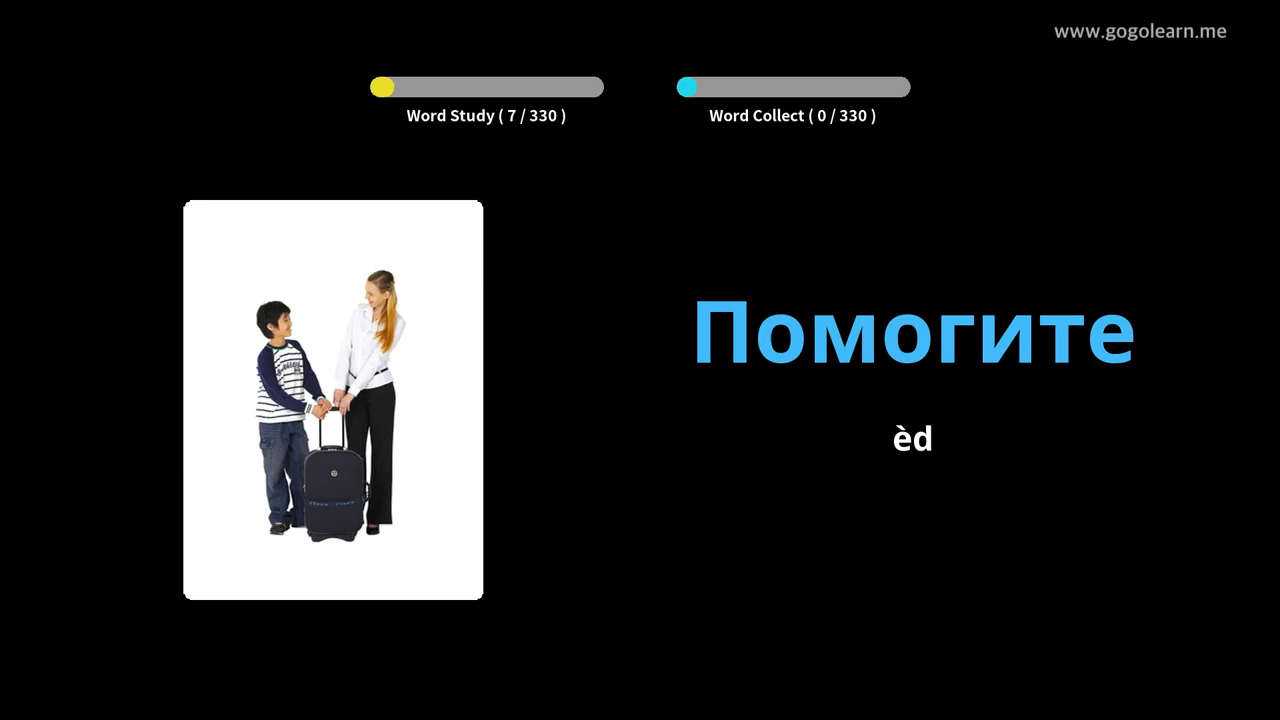 www.gogolearn.me
Word Study ( 7 / 330 )
Word Collect ( 0 / 330 )
Помогите
èd